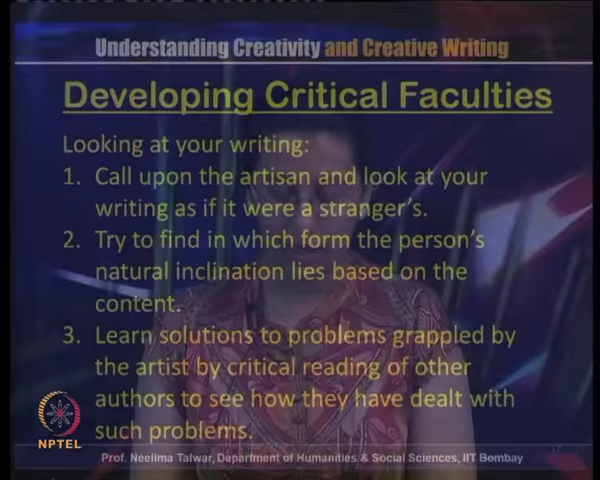 Understanding Creativity and Creative Writing
Developing Critical Faculties
Looking at your writing:
1. Call upon the artisan and look at your
writing as if it were a stranger's.
2. Try to find in which form the person's
natural inclination lies based on the
content.
3. Learn solutions to problems grappled by
the artist by critical reading of other
authors to see how they have dealt with
such problems.
NPTEL
Prof. Neelima Talwar, Department of Humanities & Social Sciences, IIT Bombay